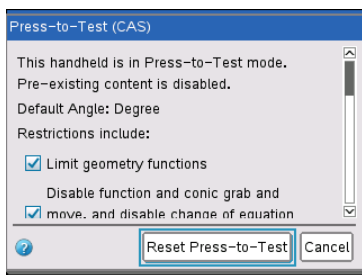 Press-to-Test (CAS)
This handheld is in Press-to-Test mode.
Pre-existing content is disabled.
Default Angle: Degree
Restrictions include:
Limit geometry functions
Disable function and conic grab and
move, and disable change of equation
Reset Press-to-Test
Cancel